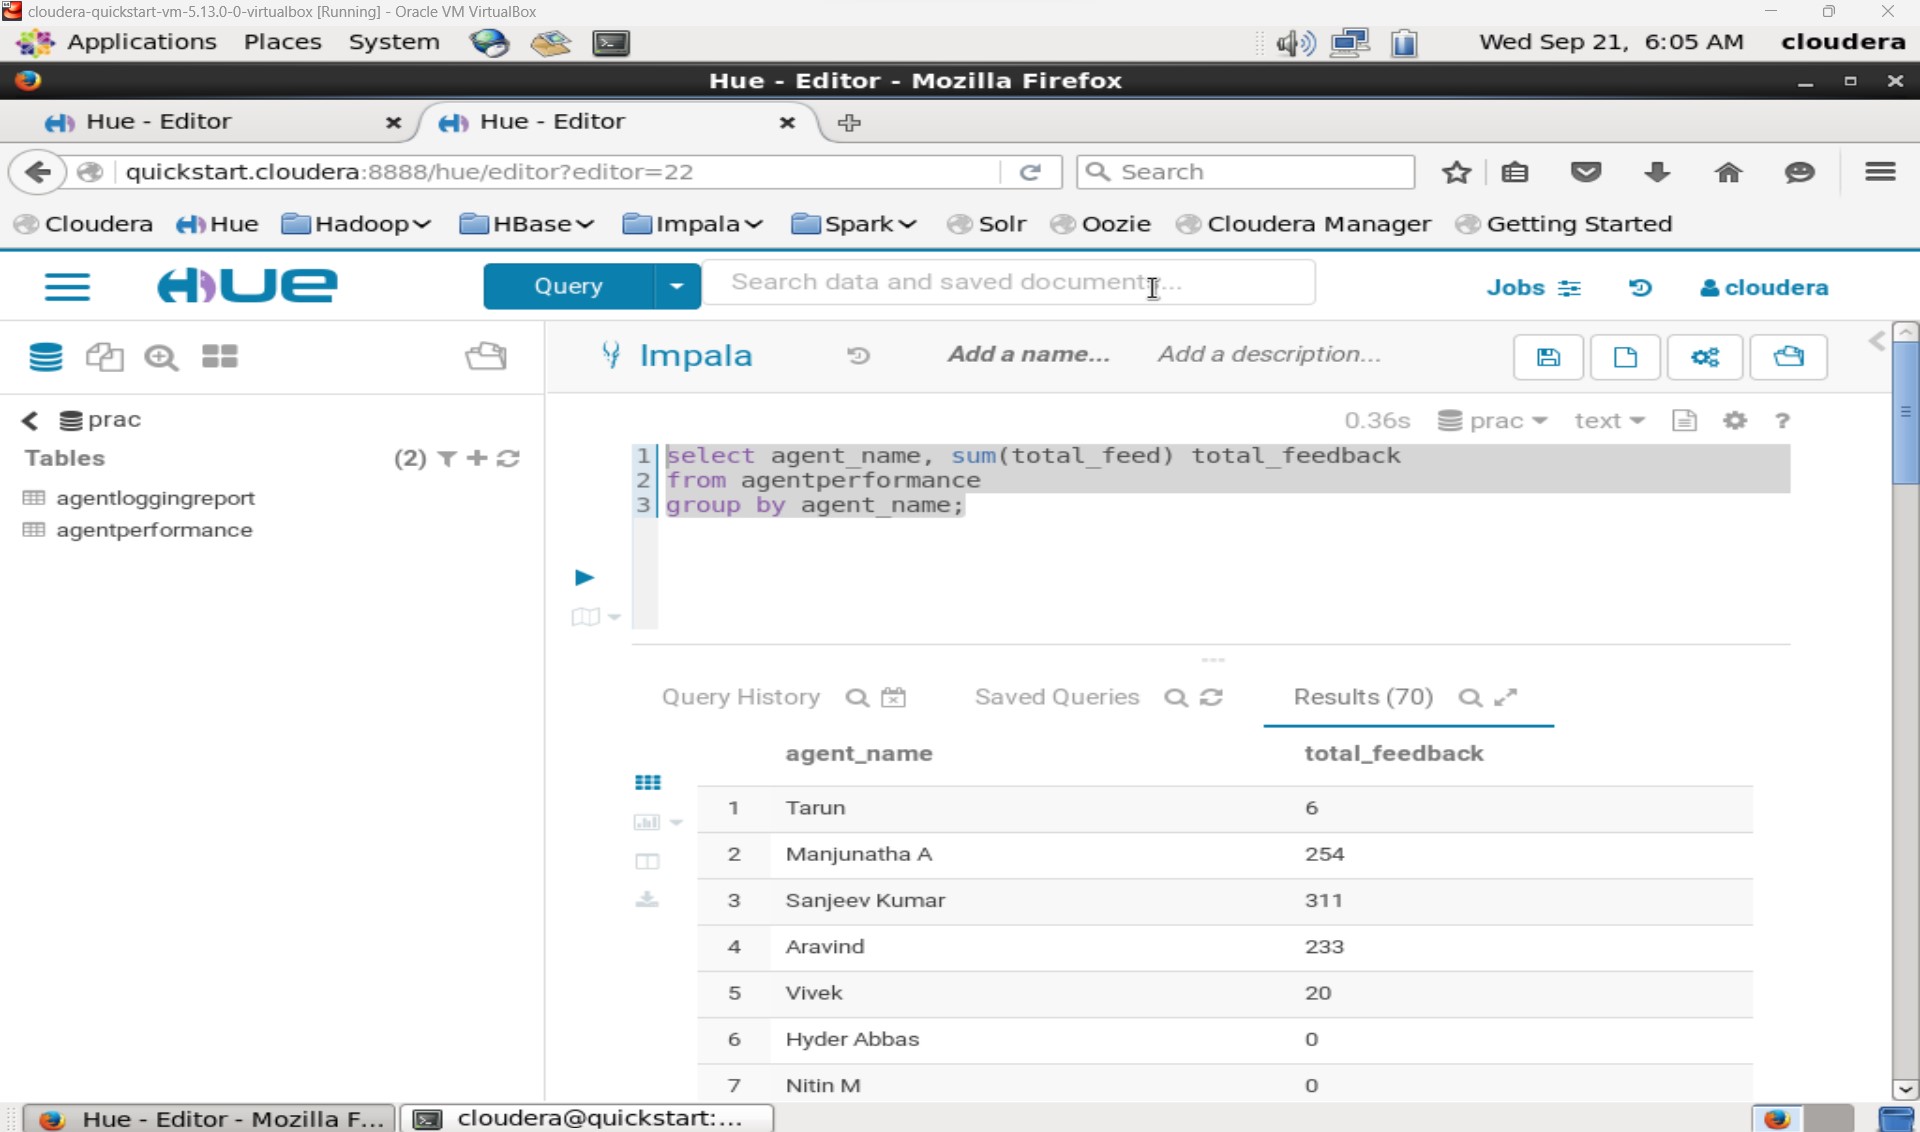 cloudera-quickstart-vm-5.13.0-0-virtualbox [Running] - Oracle VM VirtualBox
Applications Places System Wed Sep 21, 6:05 AM cloudera
Hue - Editor - Mozilla Firefox
Hue - Editor Hue - Editor
quickstart.cloudera:8888/hue/editor?editor=22 Search
Cloudera Hue Hadoop HBase Impala Spark Solr Oozie Cloudera Manager Getting Started
HUE Query Search data and saved documents... Jobs cloudera
Impala Add a name... Add a description...
prac
Tables (2)
agentloggingreport
agentperformance
0.36s prac text ?
1 select agent_name, sum(total_feed) total_feedback
2 from agentperformance
3 group by agent_name;
Query History Saved Queries Results (70)
agent_name total_feedback
1 Tarun 6
2 Manjunatha A 254
3 Sanjeev Kumar 311
4 Aravind 233
5 Vivek 20
6 Hyder Abbas 0
7 Nitin M 0
Hue - Editor - Mozilla F... cloudera@quickstart:...